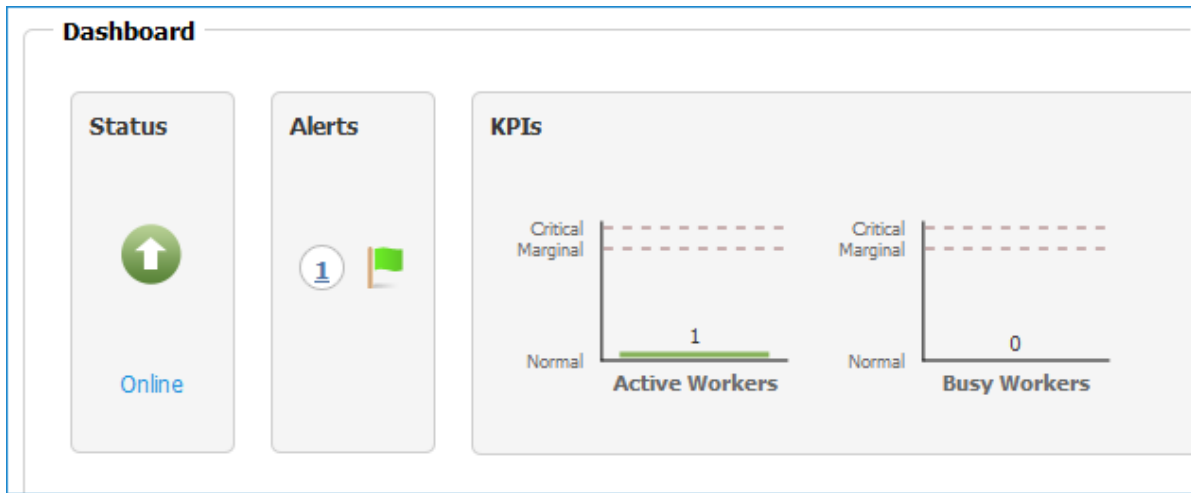 Dashboard
Status
Online
Alerts
1
KPIs
Critical
Marginal
1
Normal
Active Workers
Critical
Marginal
0
Normal
Busy Workers